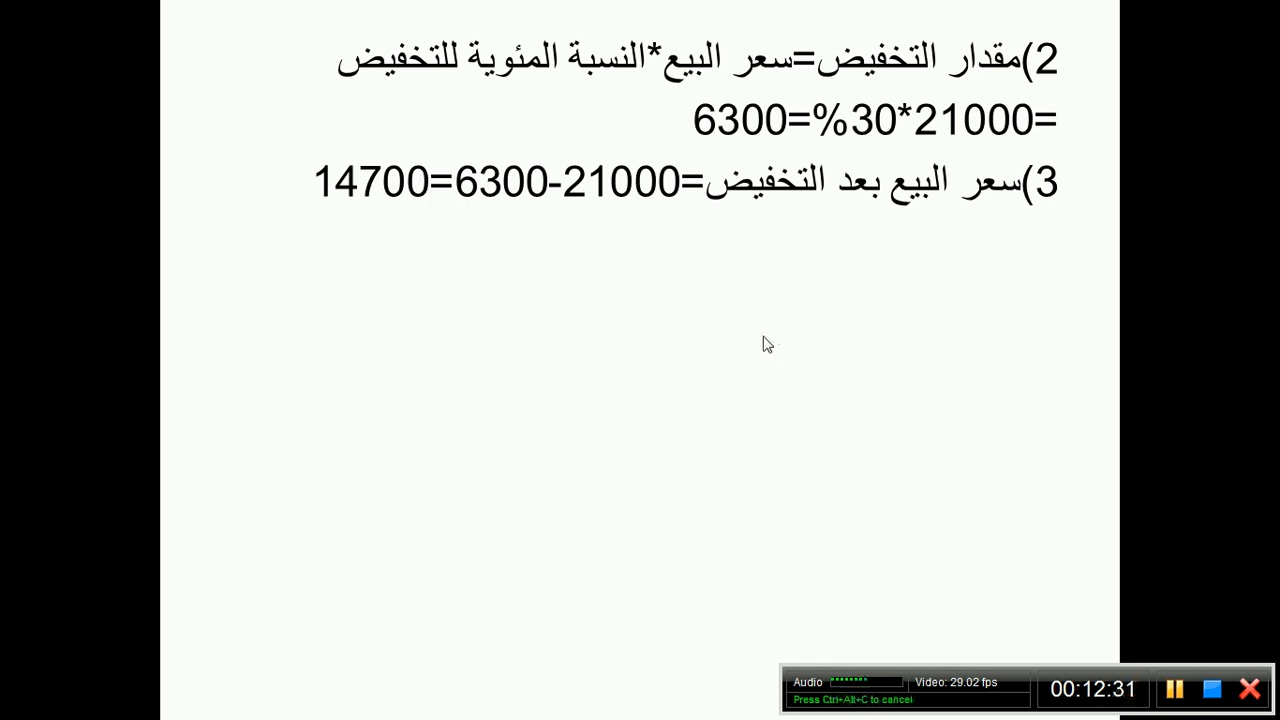 2)مقدار التخفيض=سعر البيع*النسبة المئوية للتخفيض
=21000*30%=6300
3)سعر البيع بعد التخفيض=21000-6300=14700
Audio
Video: 29.02 fps
00:12:31
Press Ctrl+Alt+C to cancel